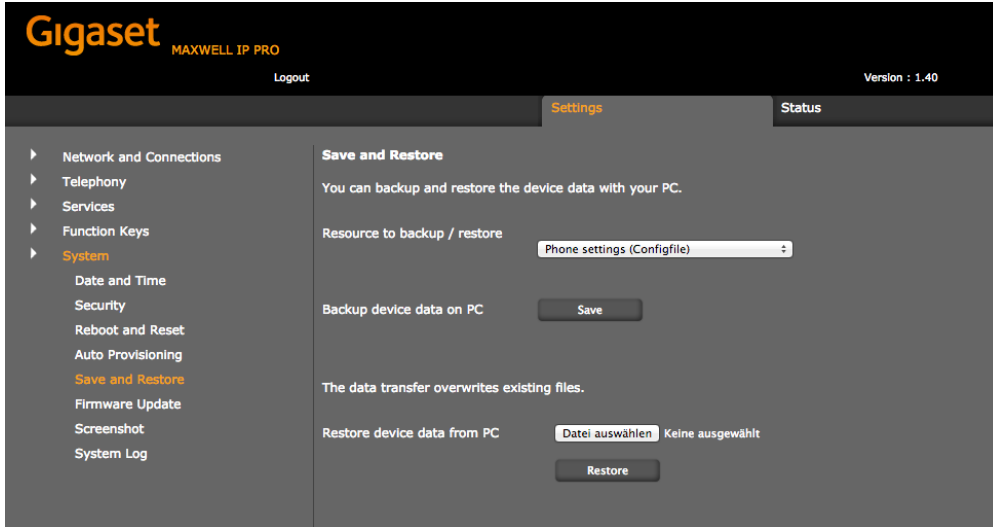 Gigaset MAXWELL IP PRO
Logout Version : 1.40
Settings Status
Network and Connections
Telephony
Services
Function Keys
System
Date and Time
Security
Reboot and Reset
Auto Provisioning
Save and Restore
Firmware Update
Screenshot
System Log
Save and Restore
You can backup and restore the device data with your PC.
Resource to backup / restore Phone settings (Configfile)
Backup device data on PC Save
The data transfer overwrites existing files.
Restore device data from PC Datei auswählen Keine ausgewählt
Restore